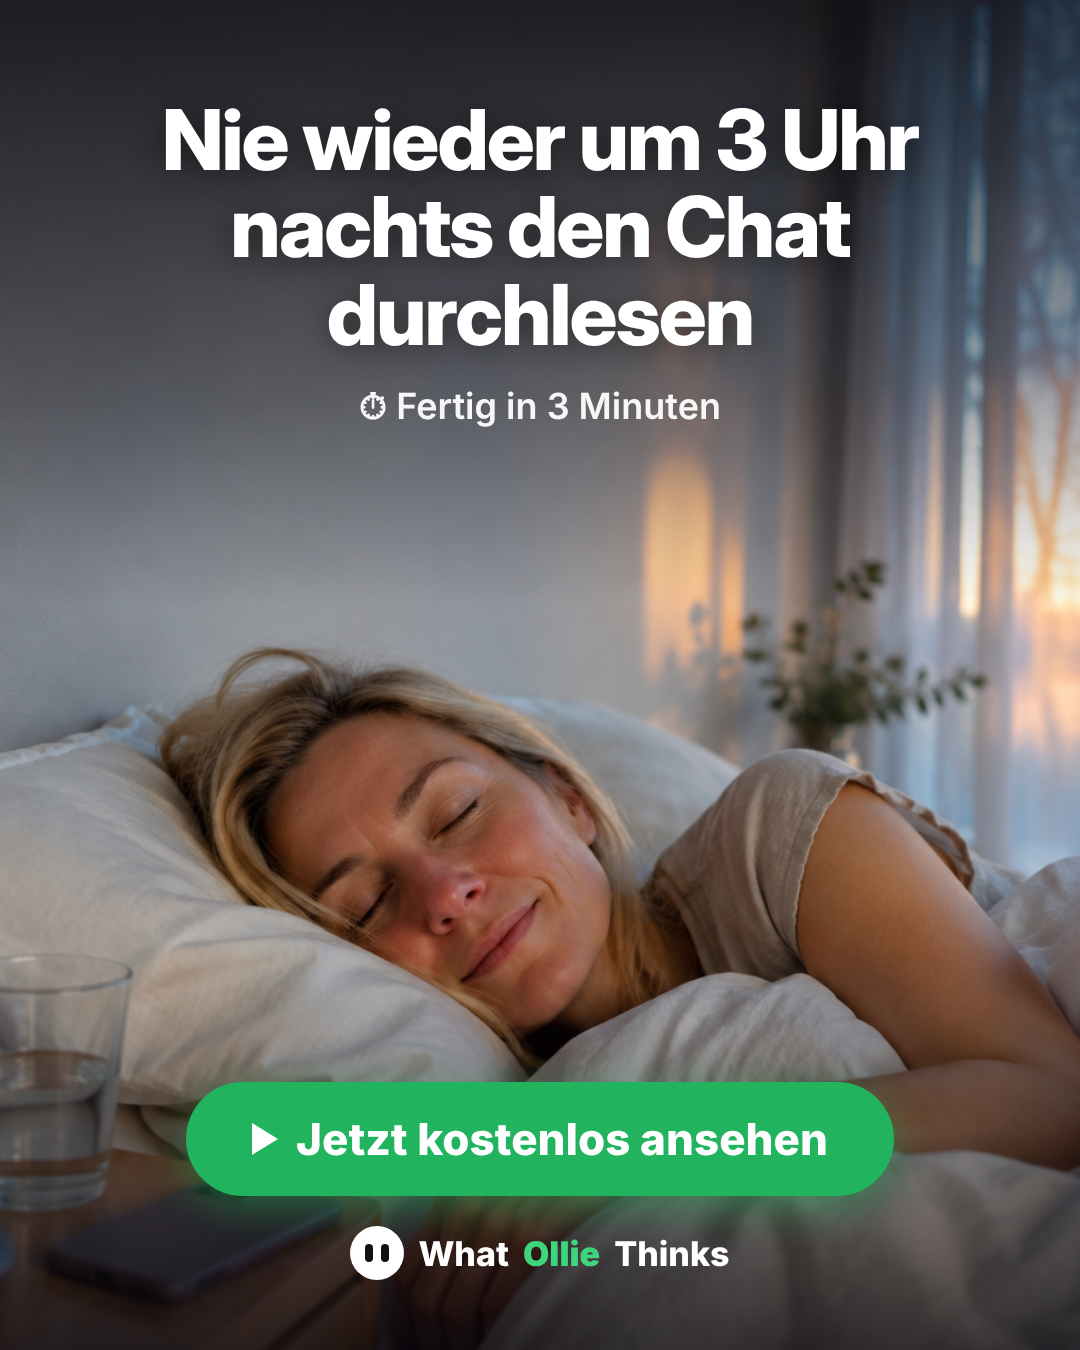 Nie wieder um 3 Uhr
nachts den Chat
durchlesen
⏱ Fertig in 3 Minuten
▶ Jetzt kostenlos ansehen
What Ollie Thinks